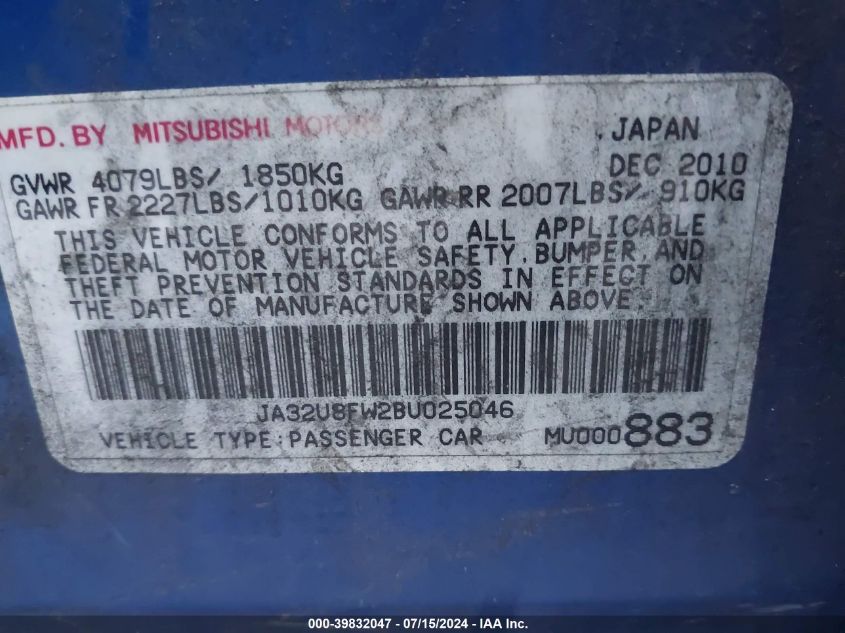 MFD. BY MITSUBISHI MOTORS , JAPAN
GVWR 4079LBS/ 1850KG DEC 2010
GAWR FR 2227LBS/1010KG GAWR RR 2007LBS/ 910KG
THIS VEHICLE CONFORMS TO ALL APPLICABLE
FEDERAL MOTOR VEHICLE SAFETY, BUMPER, AND
THEFT PREVENTION STANDARDS IN EFFECT ON
THE DATE OF MANUFACTURE SHOWN ABOVE.
JA32U8FW2BU025046
VEHICLE TYPE:PASSENGER CAR MU000883
000-39832047 - 07/15/2024 - IAA Inc.